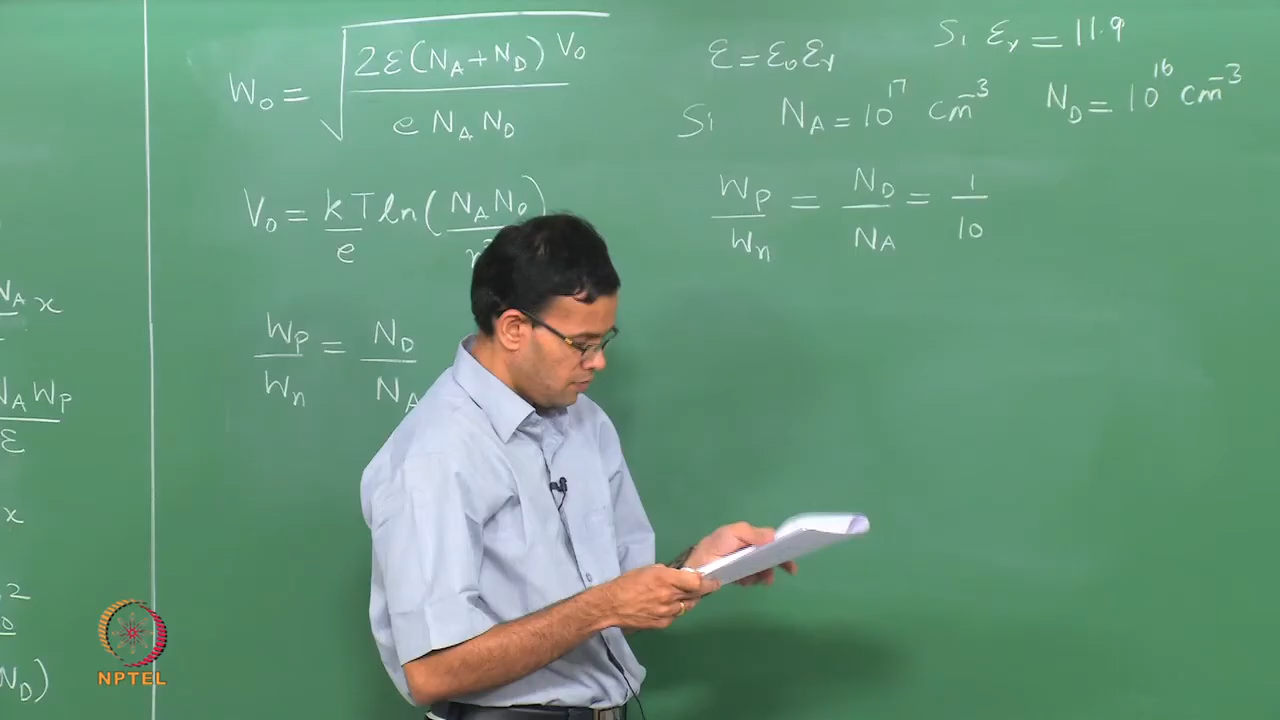 W₀ = √(2ε(N_A+N_D) V₀ / e N_A N_D)
V₀ = kT/e ln(N_A N_D / n
W_P/W_n = N_D/N_A
ε = ε₀ε_r
Si ε_r = 11.9
Si N_A = 10¹⁷ cm⁻³ N_D = 10¹⁶ cm⁻³
W_P/W_n = N_D/N_A = 1/10
N_A x
N_A W_P
ε
x
2
N_D)
NPTEL